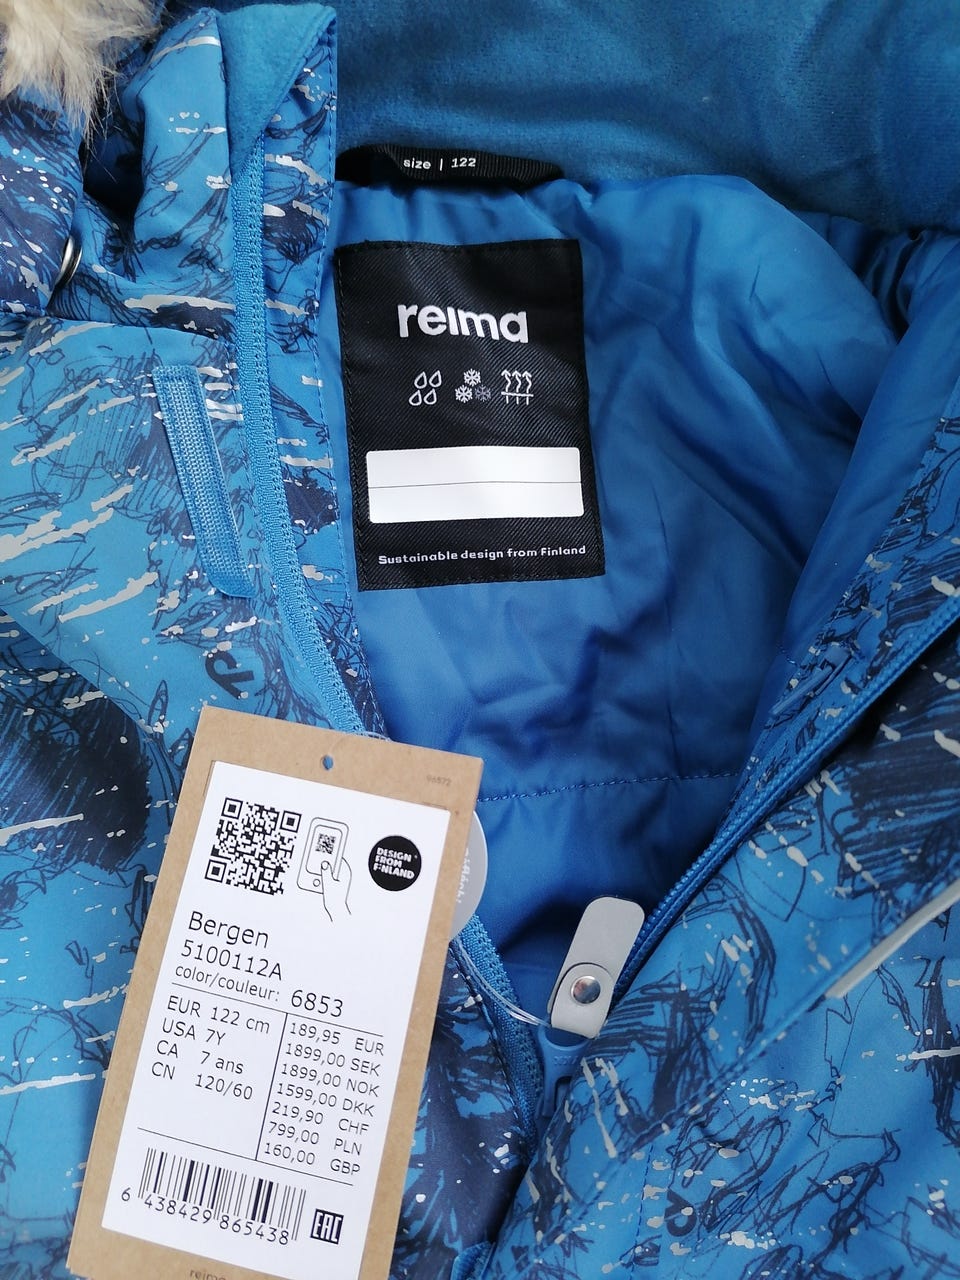 size | 122
reima
Sustainable design from Finland
96572
DESIGN
FROM
FINLAND
Bergen
5100112A
color/couleur: 6853
EUR 122 cm
USA 7Y
CA 7 ans
CN 120/60
189,95 EUR
1899,00 SEK
1899,00 NOK
1599,00 DKK
219,90 CHF
799,00 PLN
160,00 GBP
6 438429 865438
EAC
reima